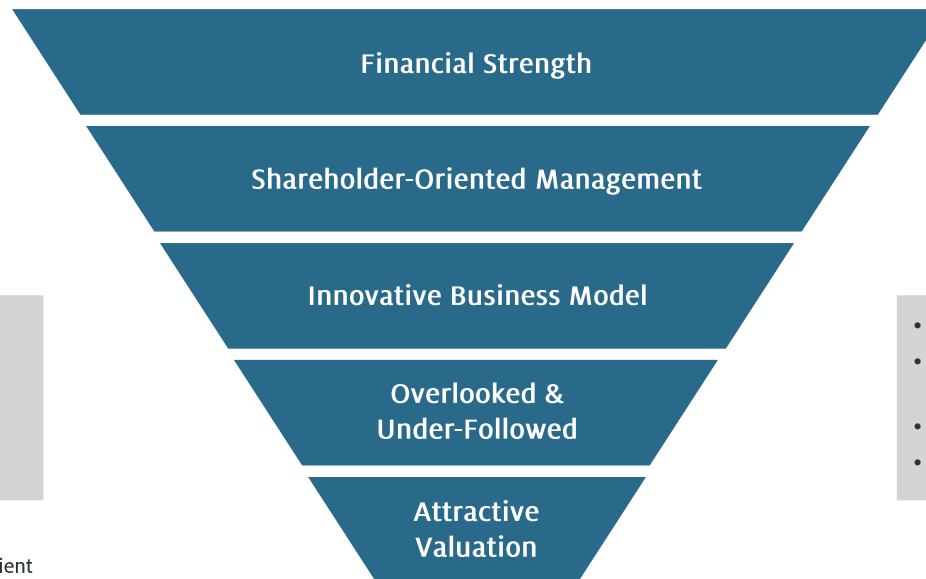 Financial Strength
Shareholder-Oriented Management
Innovative Business Model
Overlooked &
Under-Followed
Attractive
Valuation
•
•
•
•